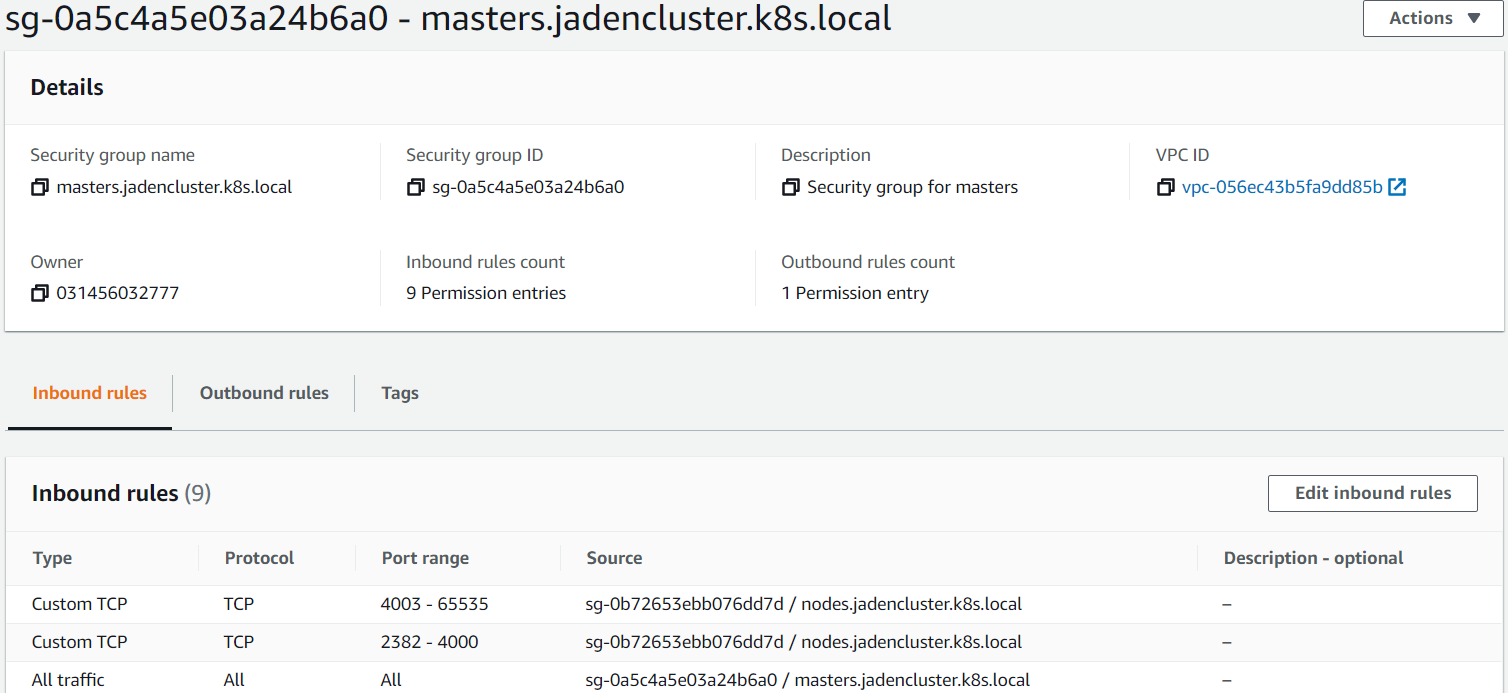 sg-0a5c4a5e03a24b6a0 - masters.jadencluster.k8s.local
Actions
Details
Security group name
masters.jadencluster.k8s.local
Security group ID
sg-0a5c4a5e03a24b6a0
Description
Security group for masters
VPC ID
vpc-056ec43b5fa9dd85b
Owner
031456032777
Inbound rules count
9 Permission entries
Outbound rules count
1 Permission entry
Inbound rules Outbound rules Tags
Inbound rules (9)
Edit inbound rules
Type Protocol Port range Source Description - optional
Custom TCP TCP 4003 - 65535 sg-0b72653ebb076dd7d / nodes.jadencluster.k8s.local –
Custom TCP TCP 2382 - 4000 sg-0b72653ebb076dd7d / nodes.jadencluster.k8s.local –
All traffic All All sg-0a5c4a5e03a24b6a0 / masters.jadencluster.k8s.local –